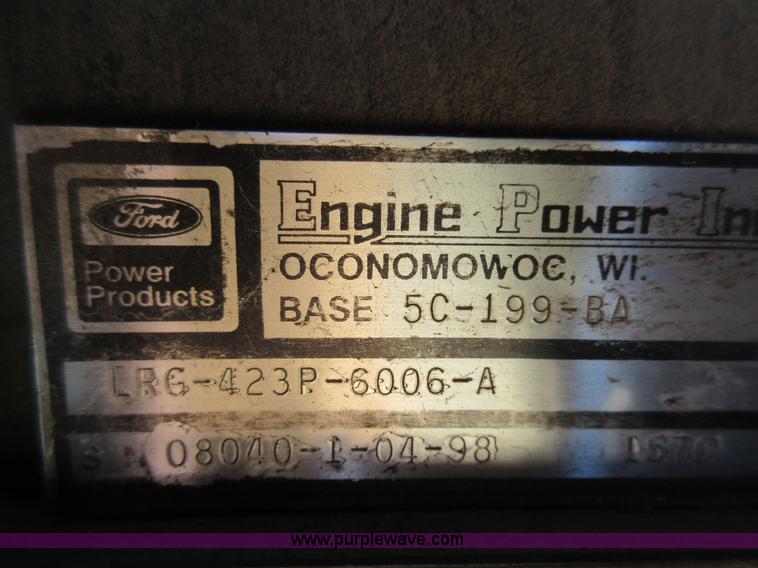 Ford
Power
Products
Engine Power In
OCONOMOWOC, WI.
BASE 5C-199-BA
LRG-423P-6006-A
S N 08040-1-04-98
www.purplewave.com